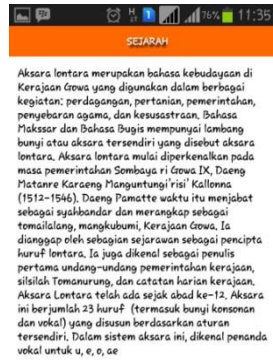 76% 11:35
SEJARAH
Aksara lontara merupakan bahasa kebudayaan di
Kerajaan Gowa yang digunakan dalam berbagai
kegiatan: perdagangan, pertanian, pemerintahan,
penyebaran agama, dan kesusastraan. Bahasa
Makssar dan Bahasa Bugis mempunyai lambang
bunyi atau aksara tersendiri yang disebut aksara
lontara. Aksara lontara mulai diperkenalkan pada
masa pemerintahan Sombaya ri Gowa IX, Daeng
Matanre Karaeng Manguntungi'risi' Kallonna
(1512-1546). Daeng Pamatte waktu itu menjabat
sebagai syahbandar dan merangkap sebagai
tomailalang, mangkubumi, Kerajaan Gowa. Ia
dianggap oleh sebagian sejarawan sebagai pencipta
huruf lontara. Ia juga dikenal sebagai penulis
pertama undang-undang pemerintahan kerajaan,
silsilah Tomanurung, dan catatan harian kerajaan.
Aksara Lontara telah ada sejak abad ke-12. Aksara
ini berjumlah 23 huruf (termasuk bunyi konsonan
dan vokal) yang disusun berdasarkan aturan
tersendiri. Dalam sistem aksara ini, dikenal penanda
vokal untuk u, e, o, ae